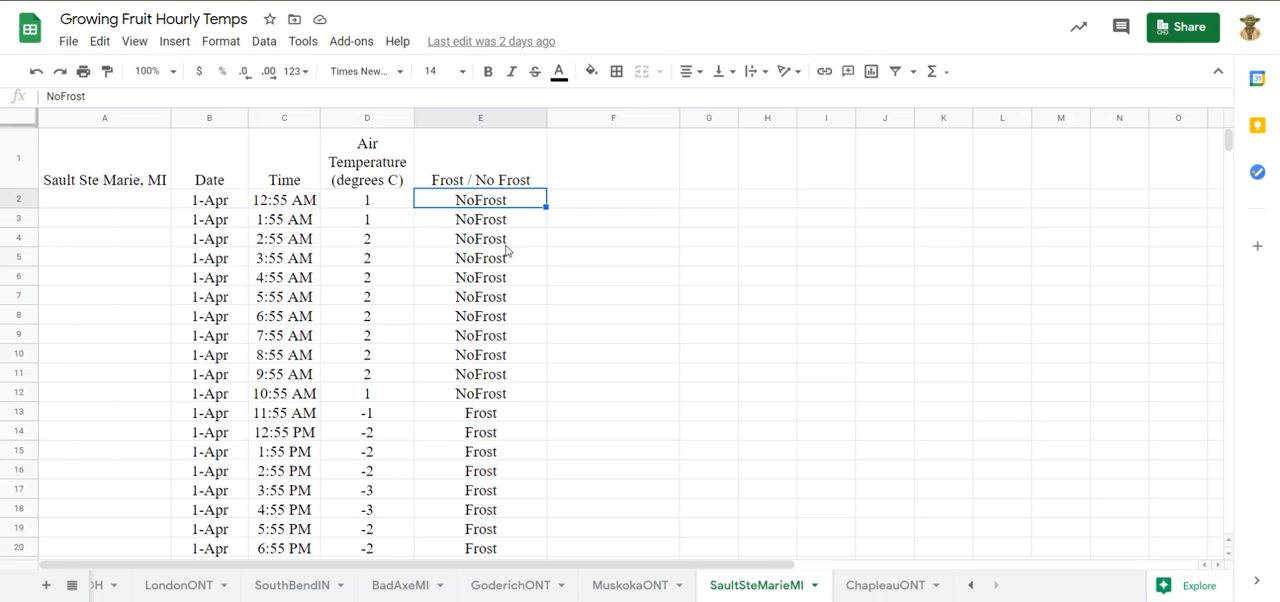 Growing Fruit Hourly Temps
File Edit View Insert Format Data Tools Add-ons Help Last edit was 2 days ago
Share
100% $ % .0 .00 123 Times New... 14 B I S A
fx NoFrost
A B C D E F G H I J K L M N O
1 Sault Ste Marie, MI Date Time Air Temperature (degrees C) Frost / No Frost
2 1-Apr 12:55 AM 1 NoFrost
3 1-Apr 1:55 AM 1 NoFrost
4 1-Apr 2:55 AM 2 NoFrost
5 1-Apr 3:55 AM 2 NoFrost
6 1-Apr 4:55 AM 2 NoFrost
7 1-Apr 5:55 AM 2 NoFrost
8 1-Apr 6:55 AM 2 NoFrost
9 1-Apr 7:55 AM 2 NoFrost
10 1-Apr 8:55 AM 2 NoFrost
11 1-Apr 9:55 AM 2 NoFrost
12 1-Apr 10:55 AM 1 NoFrost
13 1-Apr 11:55 AM -1 Frost
14 1-Apr 12:55 PM -2 Frost
15 1-Apr 1:55 PM -2 Frost
16 1-Apr 2:55 PM -2 Frost
17 1-Apr 3:55 PM -3 Frost
18 1-Apr 4:55 PM -3 Frost
19 1-Apr 5:55 PM -2 Frost
20 1-Apr 6:55 PM -2 Frost
OH LondonONT SouthBendIN BadAxeMI GoderichONT MuskokaONT SaultSteMarieMI ChapleauONT Explore